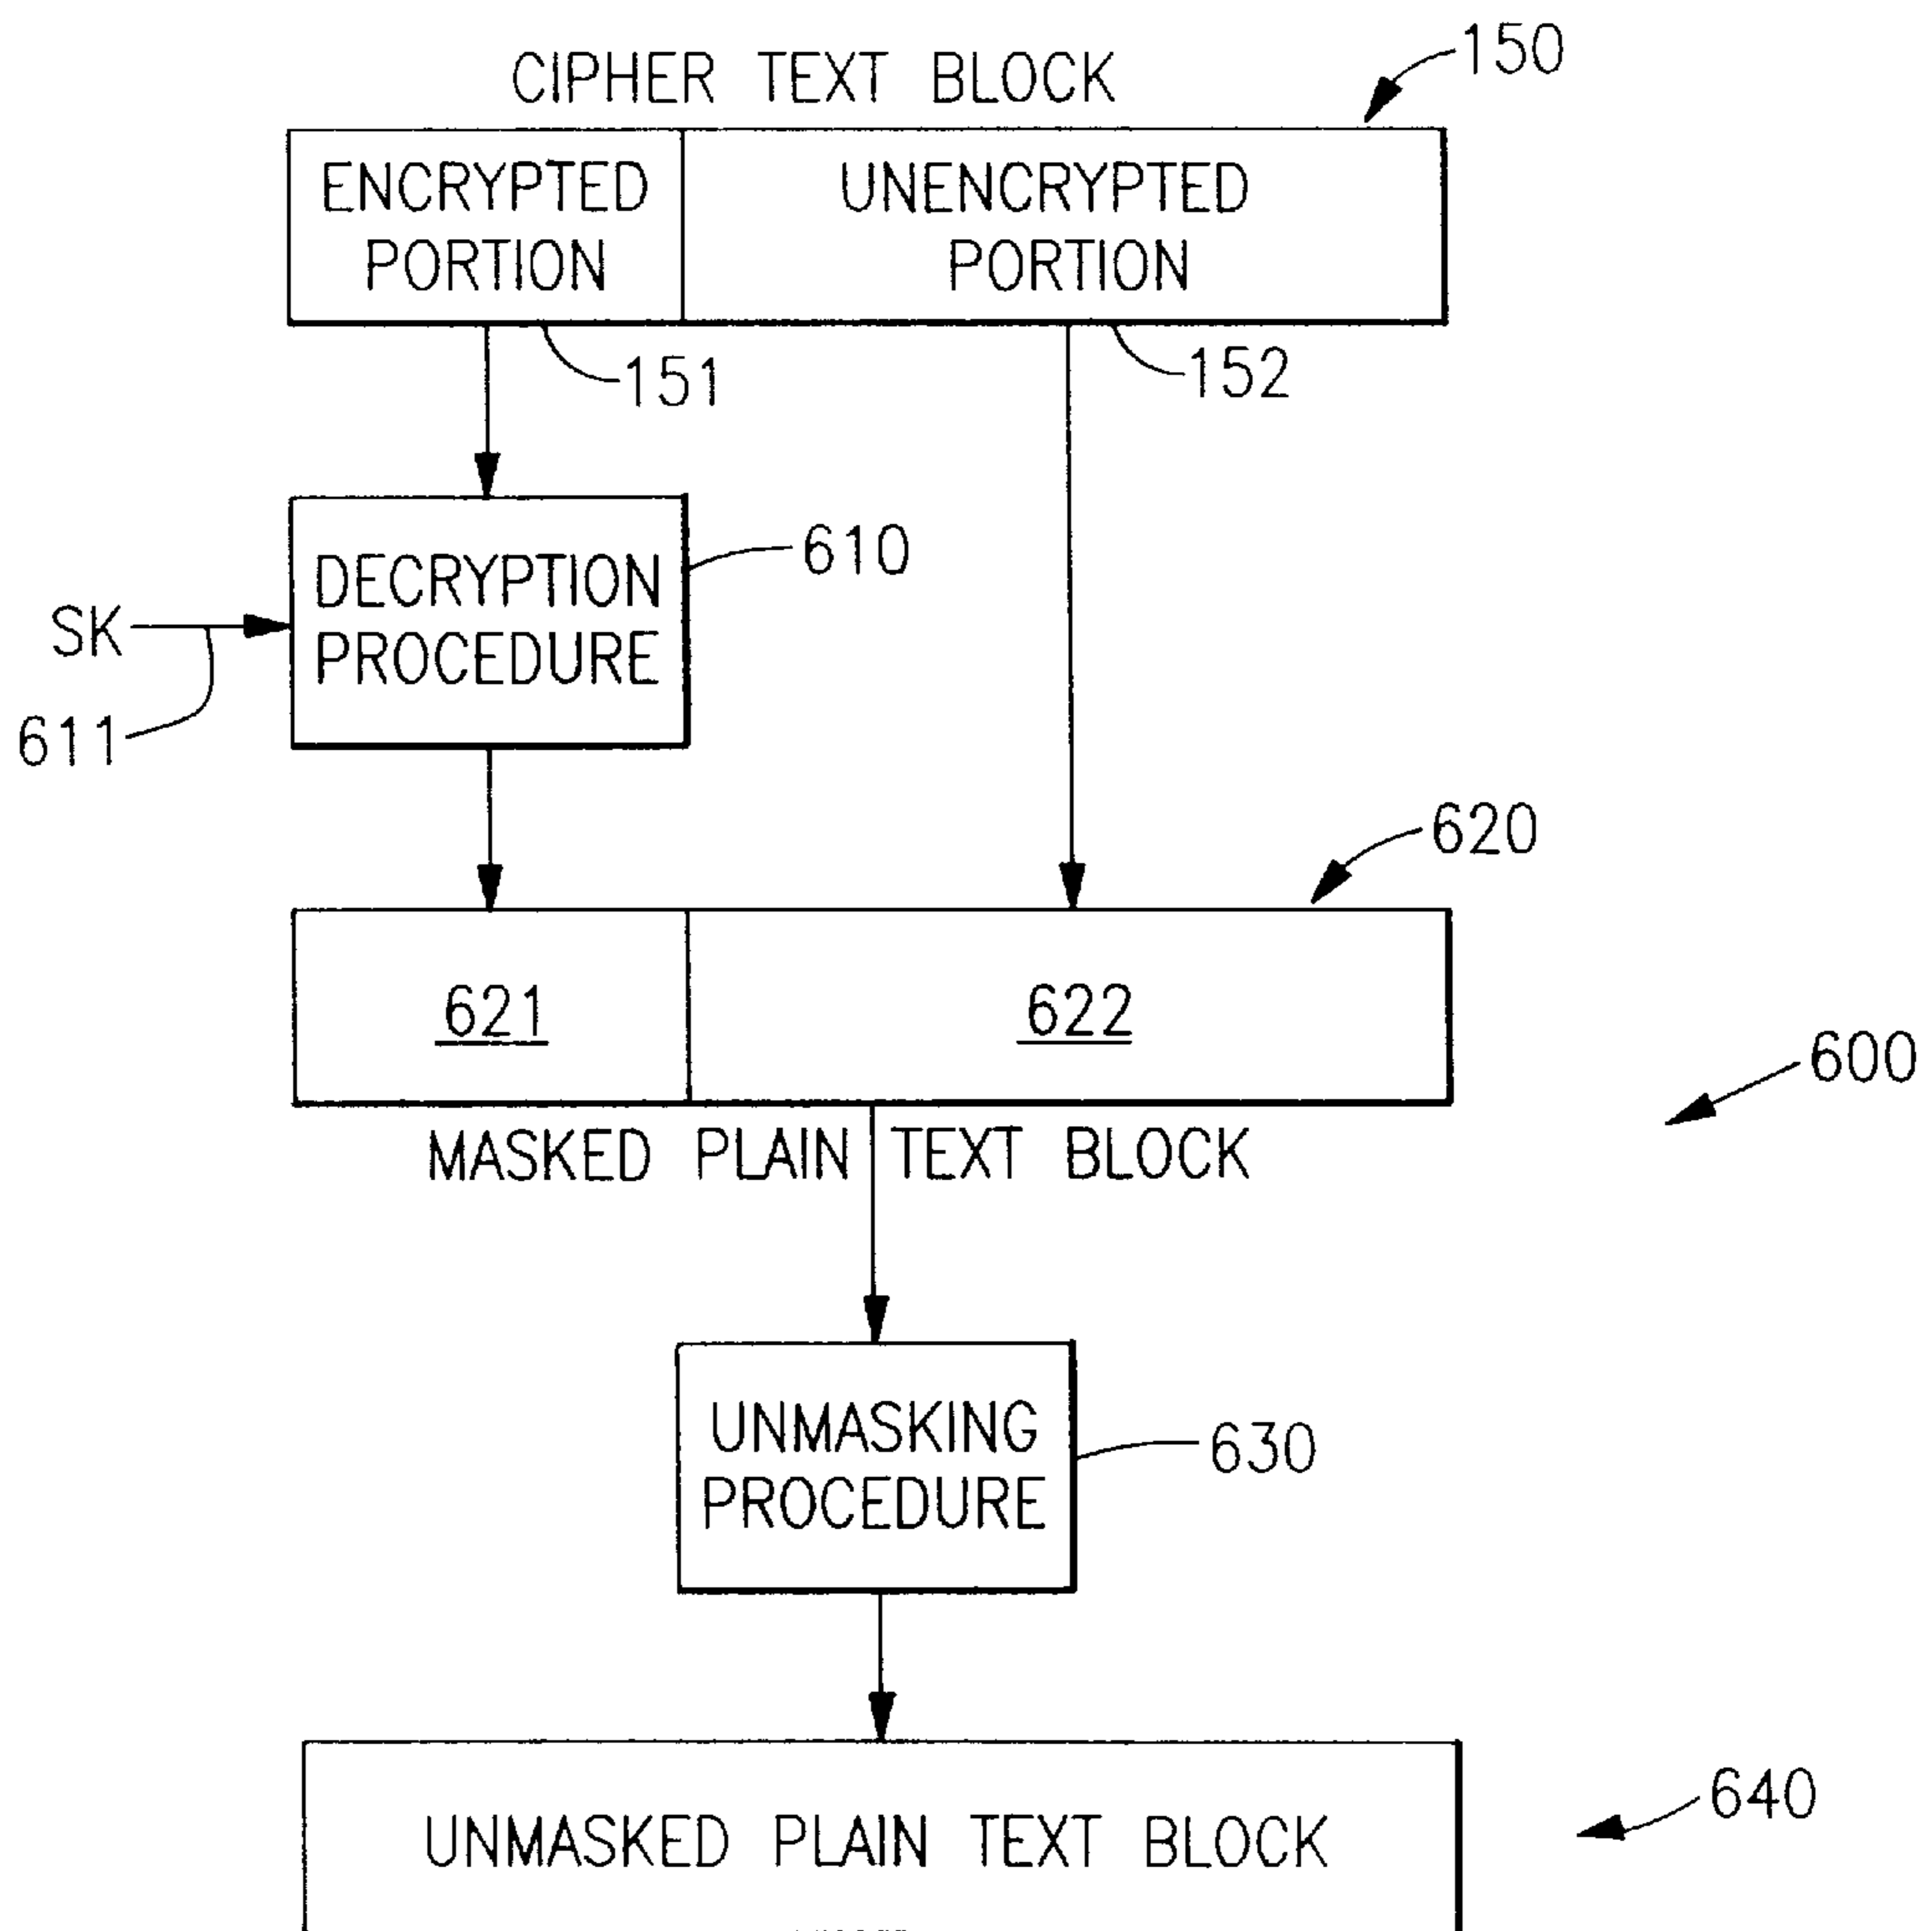 150
CIPHER TEXT BLOCK
ENCRYPTED
PORTION
UNENCRYPTED
PORTION
151
152
DECRYPTION
PROCEDURE
610
SK
611
620
621
622
600
MASKED PLAIN TEXT BLOCK
UNMASKING
PROCEDURE
630
640
UNMASKED PLAIN TEXT BLOCK